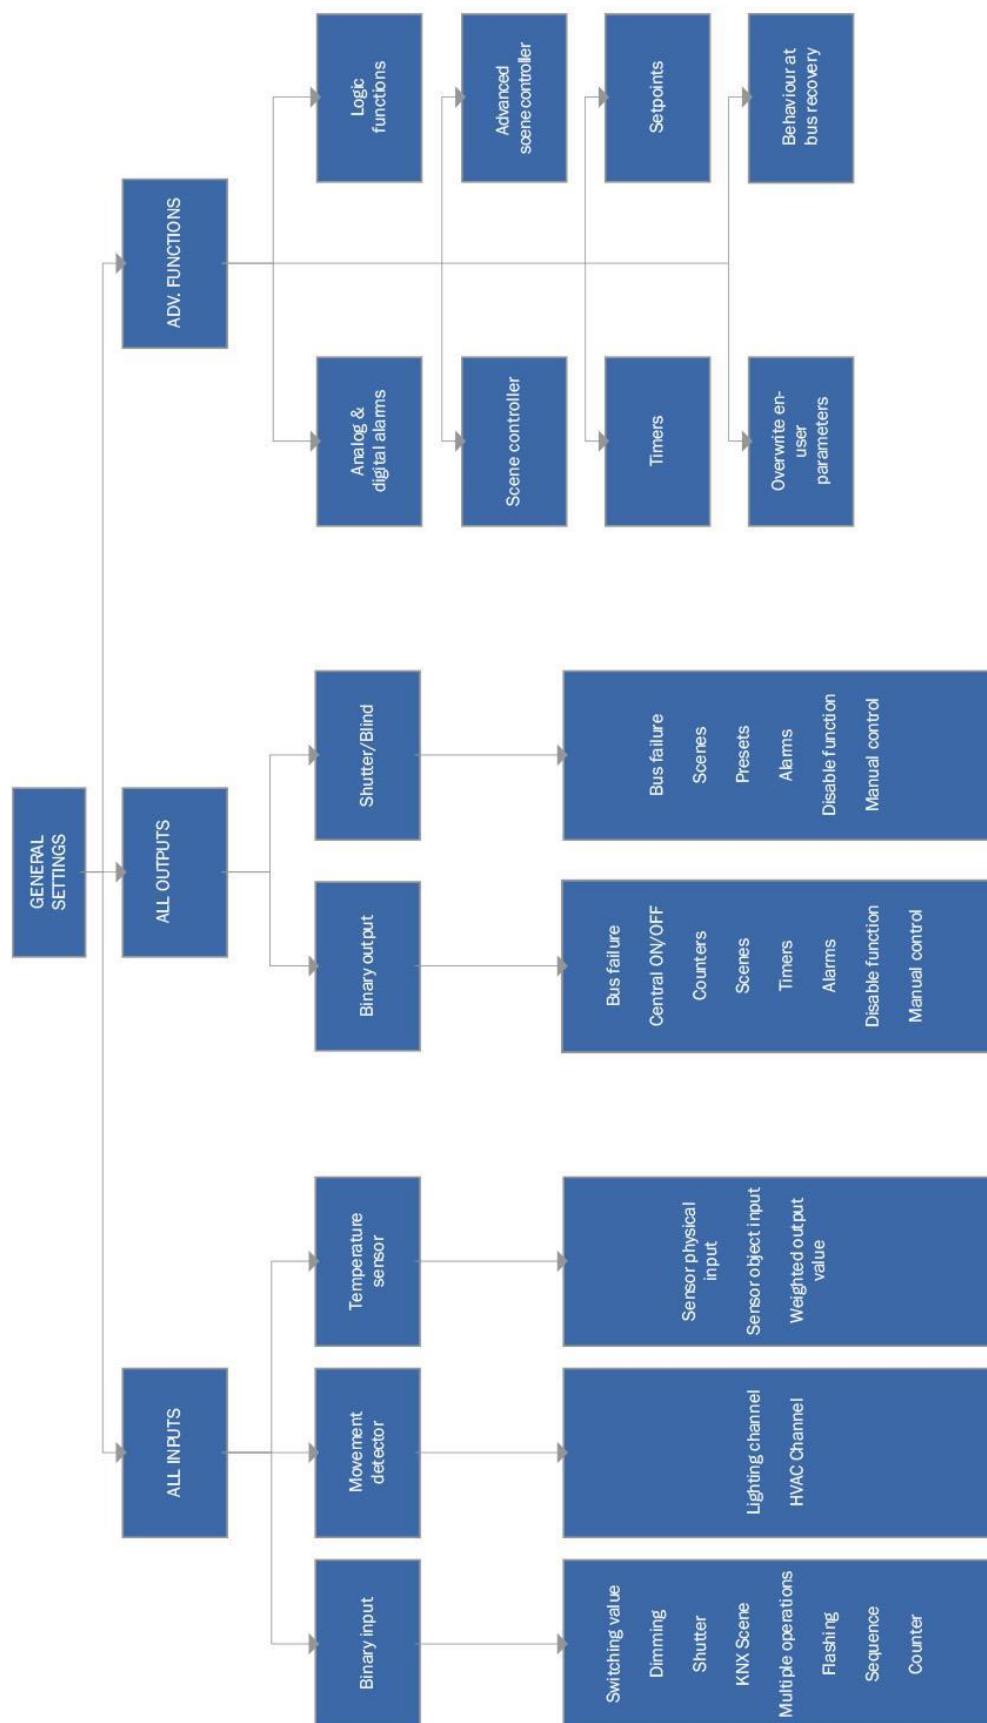 GENERAL
SETTINGS
ALL INPUTS
ALL OUTPUTS
ADV. FUNCTIONS
Binary input
Movement
detector
Temperature
sensor
Binary output
Shutter/Blind
Analog &
digital alarms
Logic
functions
Scene controller
Advanced
scene controller
Timers
Setpoints
Overwrite en-
user
parameters
Behaviour at
bus recovery
Switching value
Dimming
Shutter
KNX Scene
Multiple operations
Flashing
Sequence
Counter
Lighting channel
HVAC Channel
Sensor physical
input
Sensor object input
Weighted output
value
Bus failure
Central ON/OFF
Counters
Scenes
Timers
Alarms
Disable function
Manual control
Bus failure
Scenes
Presets
Alarms
Disable function
Manual control